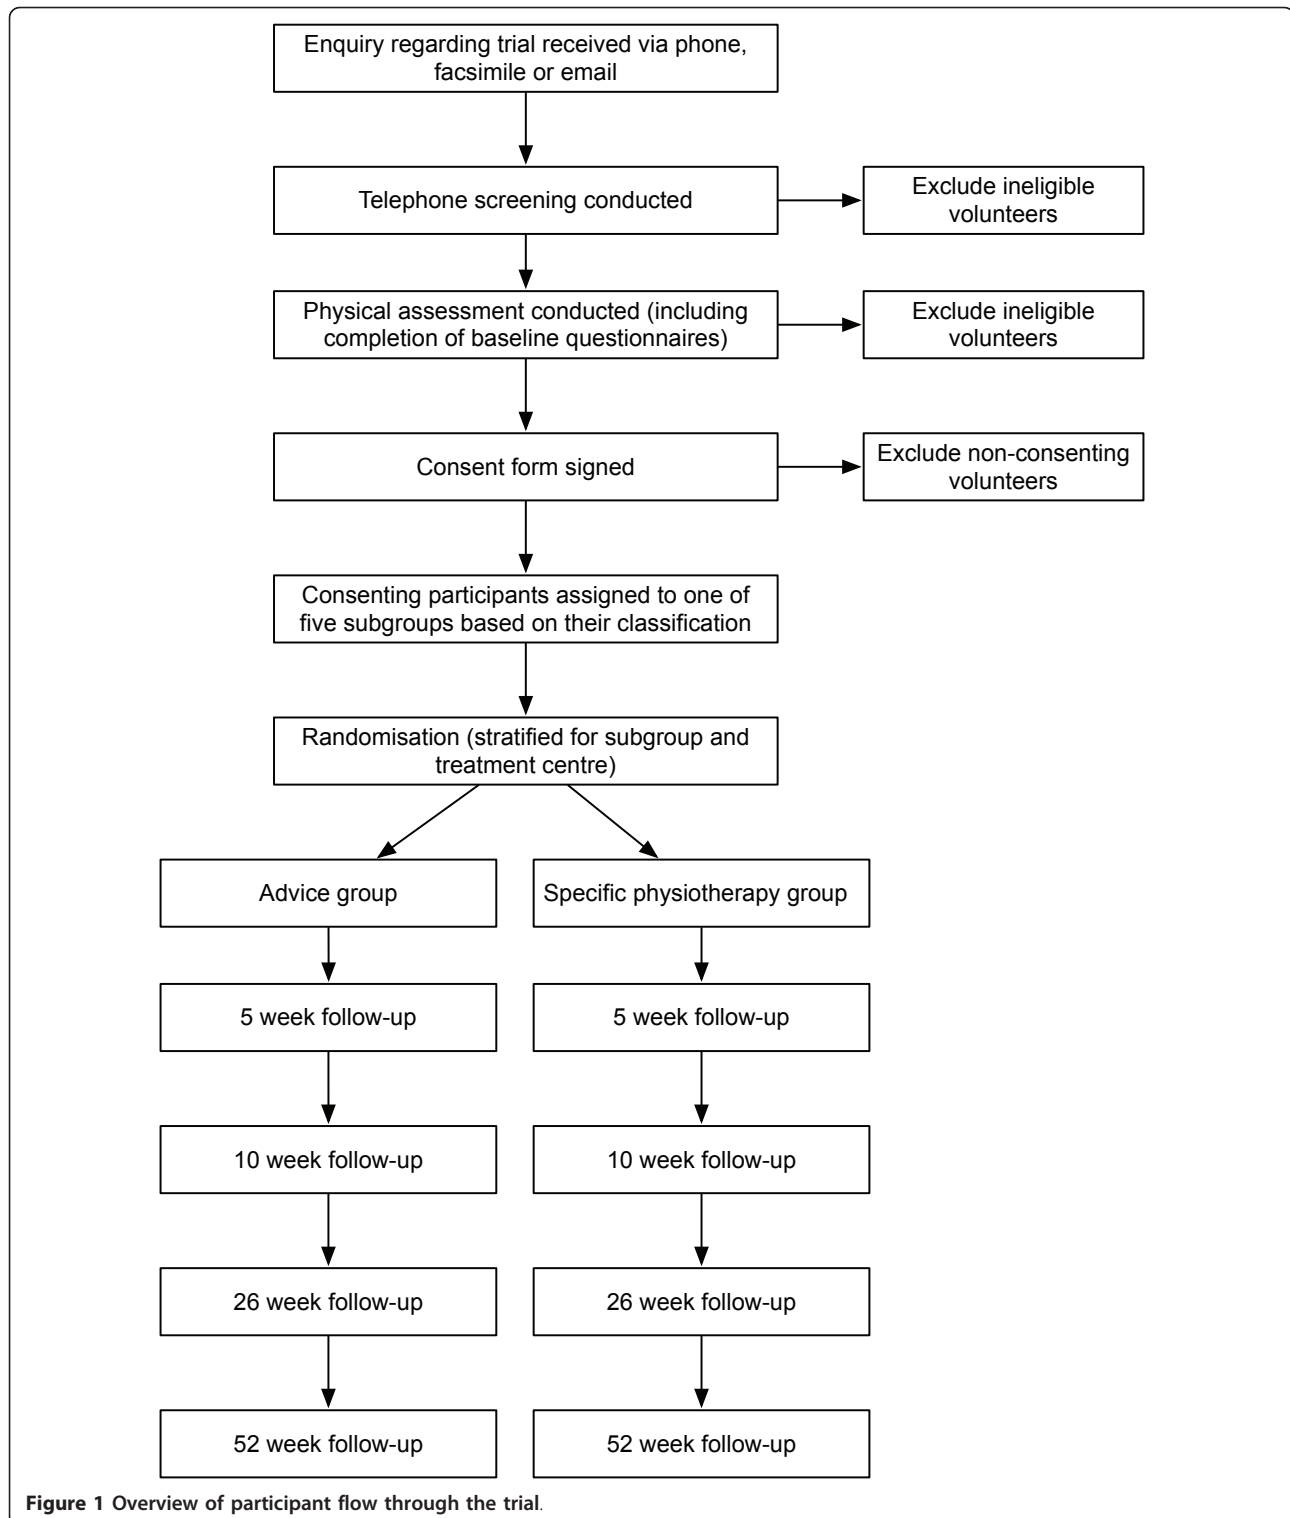 Enquiry regarding trial received via phone,
facsimile or email
Telephone screening conducted
Exclude ineligible
volunteers
Physical assessment conducted (including
completion of baseline questionnaires)
Exclude ineligible
volunteers
Consent form signed
Exclude non-consenting
volunteers
Consenting participants assigned to one of
five subgroups based on their classification
Randomisation (stratified for subgroup and
treatment centre)
Advice group
Specific physiotherapy group
5 week follow-up
5 week follow-up
10 week follow-up
10 week follow-up
26 week follow-up
26 week follow-up
52 week follow-up
52 week follow-up
Figure 1 Overview of participant flow through the trial.